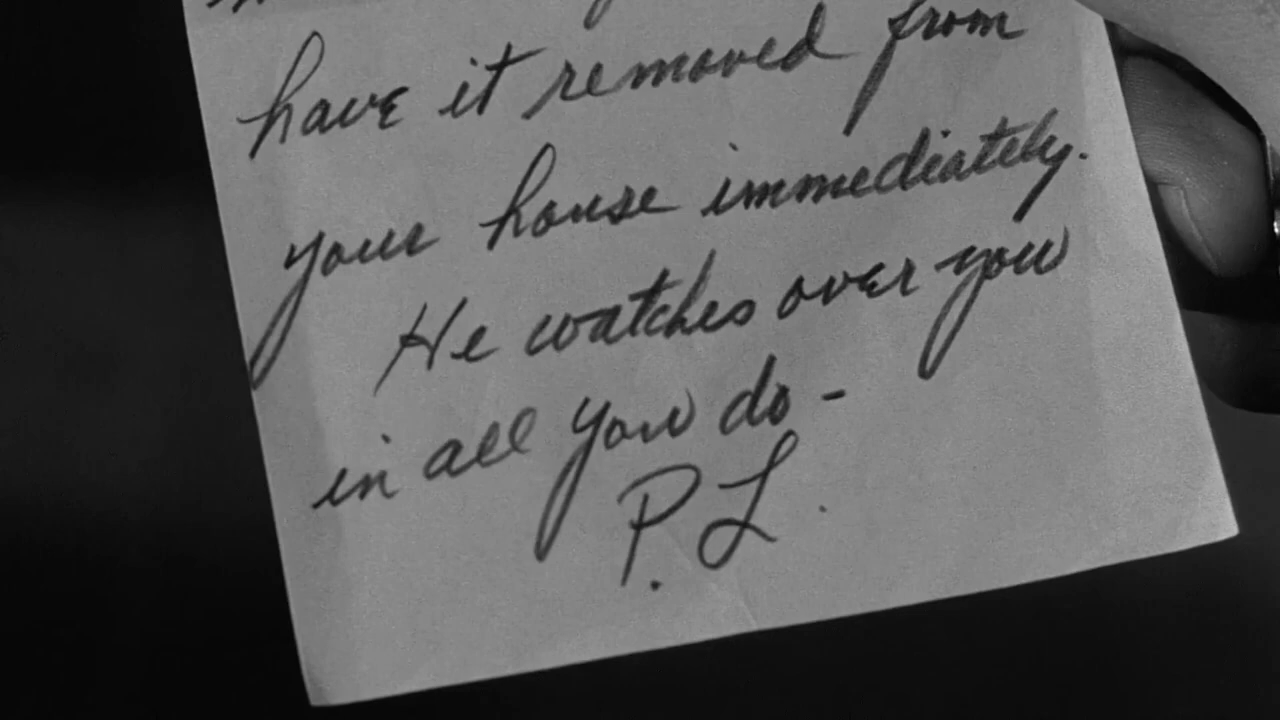 have it removed from
your house immediately.
He watches over you
in all you do -
P. L.